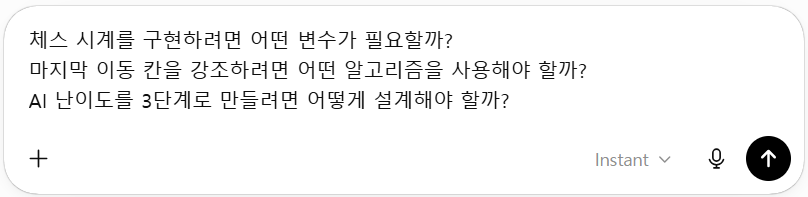 체스 시계를 구현하려면 어떤 변수가 필요할까?
마지막 이동 칸을 강조하려면 어떤 알고리즘을 사용해야 할까?
AI 난이도를 3단계로 만들려면 어떻게 설계해야 할까?
Instant